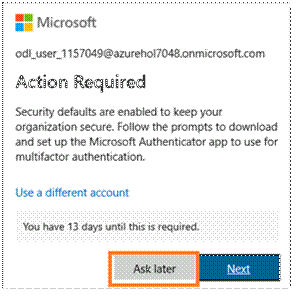 Microsoft
odl_user_1157049@azurehol7048.onmicrosoft.com
Action Required
Security defaults are enabled to keep your
organization secure. Follow the prompts to download
and set up the Microsoft Authenticator app to use for
multifactor authentication.
Use a different account
You have 13 days until this is required.
Ask later
Next